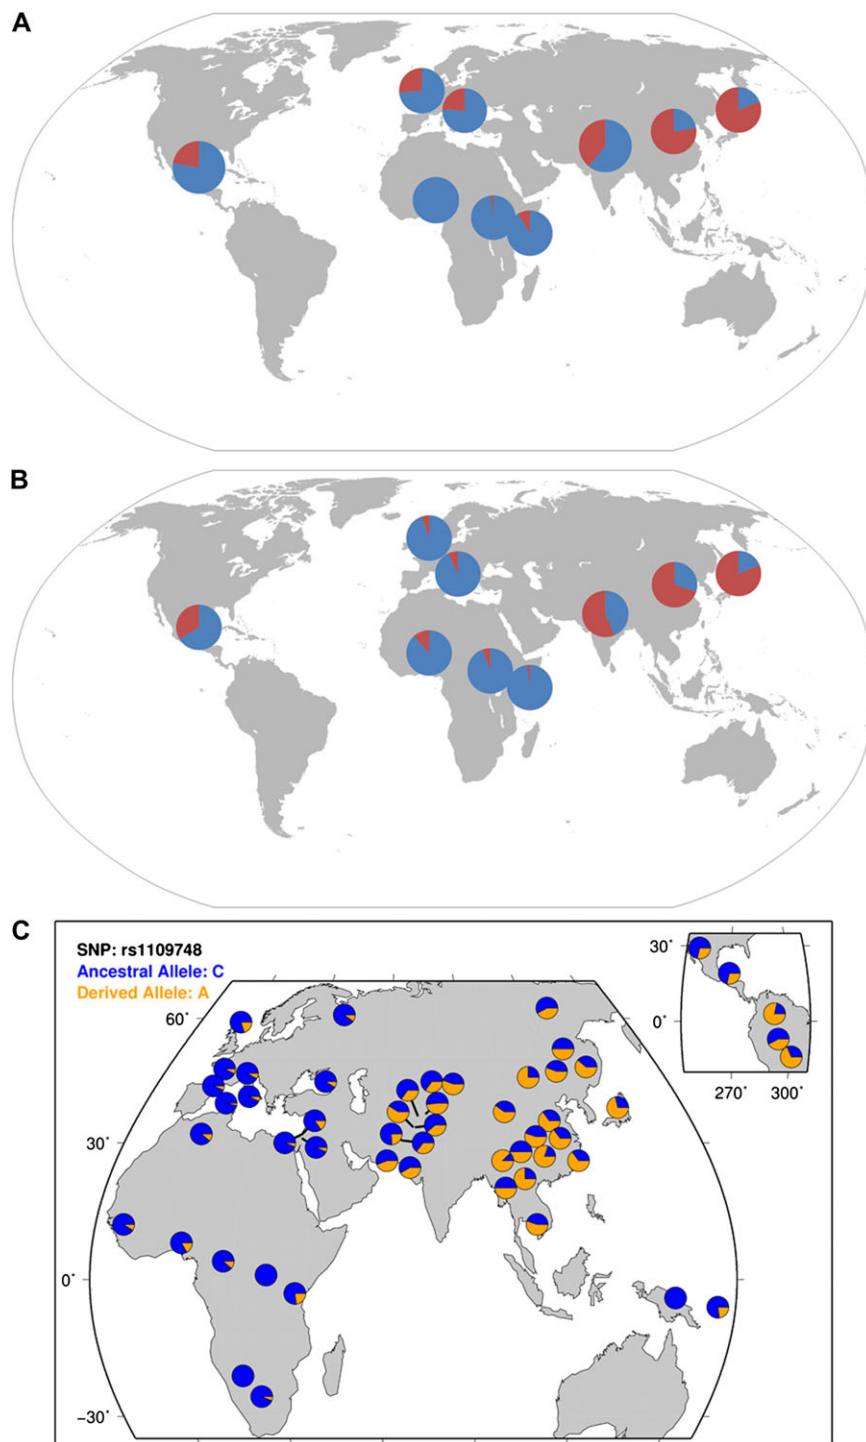 A
B
C
SNP: rs1109748
Ancestral Allele: C
Derived Allele: A
30°
0°
270°
300°
60°
30°
0°
−30°